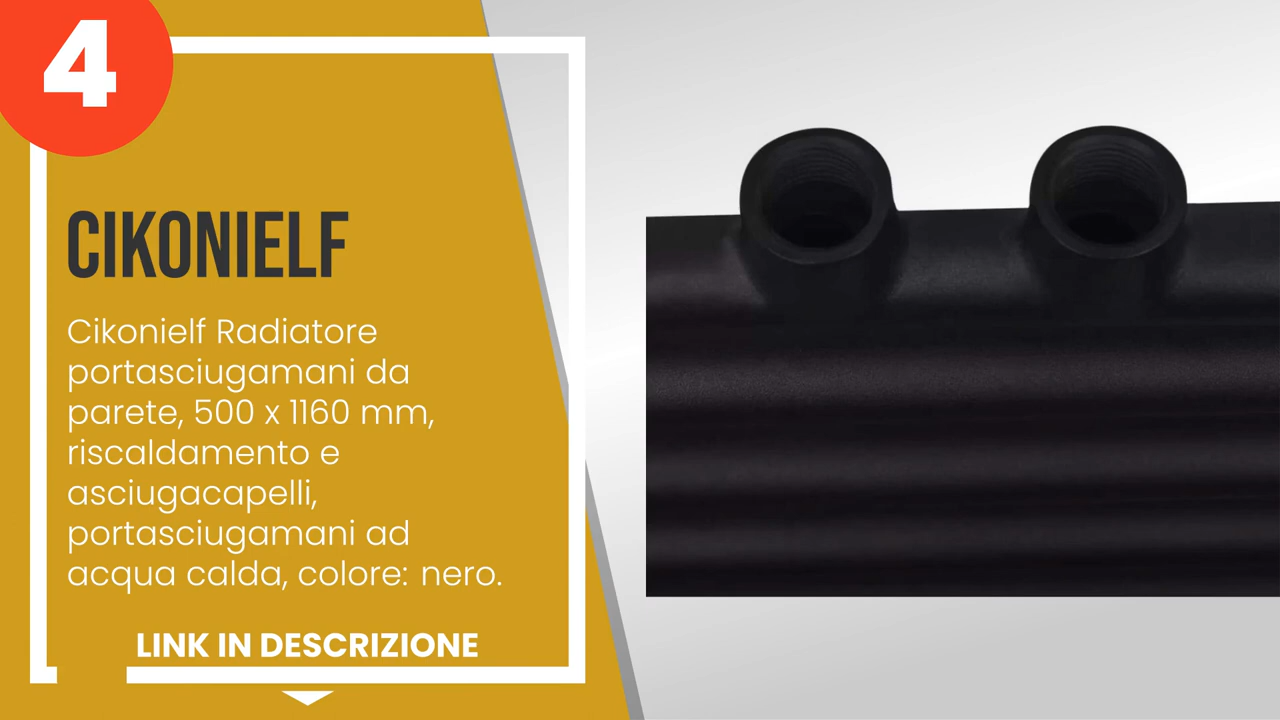 4
CIKONIELF
Cikonielf Radiatore
portasciugamani da
parete, 500 x 1160 mm,
riscaldamento e
asciugacapelli,
portasciugamani ad
acqua calda, colore: nero.
LINK IN DESCRIZIONE